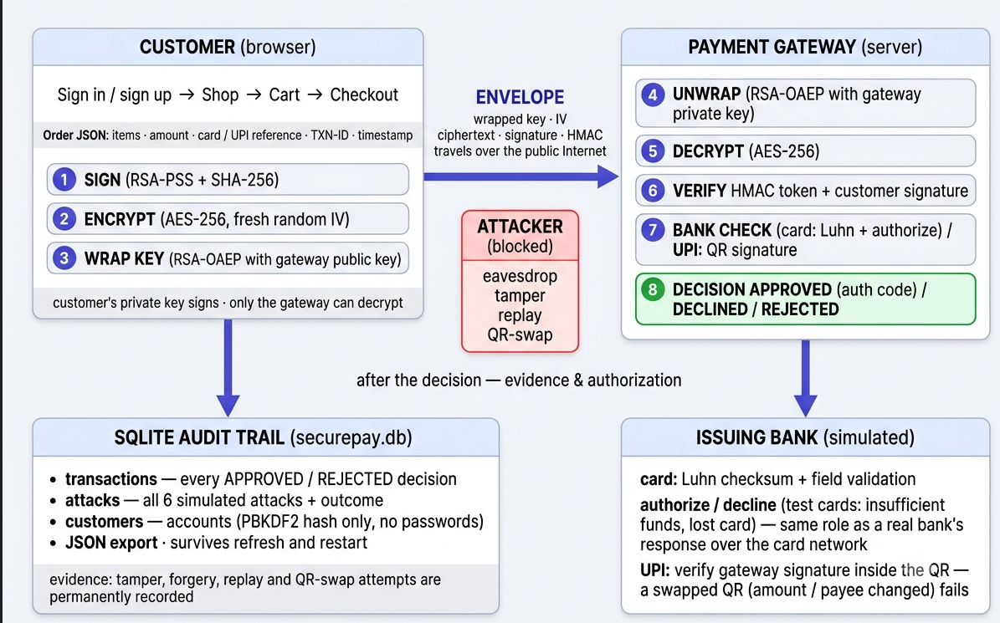 CUSTOMER (browser)
Sign in / sign up → Shop → Cart → Checkout
Order JSON: items · amount · card / UPI reference · TXN-ID · timestamp
1 SIGN (RSA-PSS + SHA-256)
2 ENCRYPT (AES-256, fresh random IV)
3 WRAP KEY (RSA-OAEP with gateway public key)
customer's private key signs · only the gateway can decrypt
ENVELOPE
wrapped key · IV
ciphertext · signature · HMAC
travels over the public Internet
ATTACKER
(blocked)
eavesdrop
tamper
replay
QR-swap
PAYMENT GATEWAY (server)
4 UNWRAP (RSA-OAEP with gateway
private key)
5 DECRYPT (AES-256)
6 VERIFY HMAC token + customer signature
7 BANK CHECK (card: Luhn + authorize) /
UPI: QR signature
8 DECISION APPROVED (auth code) /
DECLINED / REJECTED
after the decision — evidence & authorization
SQLITE AUDIT TRAIL (securepay.db)
• transactions — every APPROVED / REJECTED decision
• attacks — all 6 simulated attacks + outcome
• customers — accounts (PBKDF2 hash only, no passwords)
• JSON export · survives refresh and restart
evidence: tamper, forgery, replay and QR-swap attempts are
permanently recorded
ISSUING BANK (simulated)
card: Luhn checksum + field validation
authorize / decline (test cards: insufficient
funds, lost card) — same role as a real bank's
response over the card network
UPI: verify gateway signature inside the QR —
a swapped QR (amount / payee changed) fails